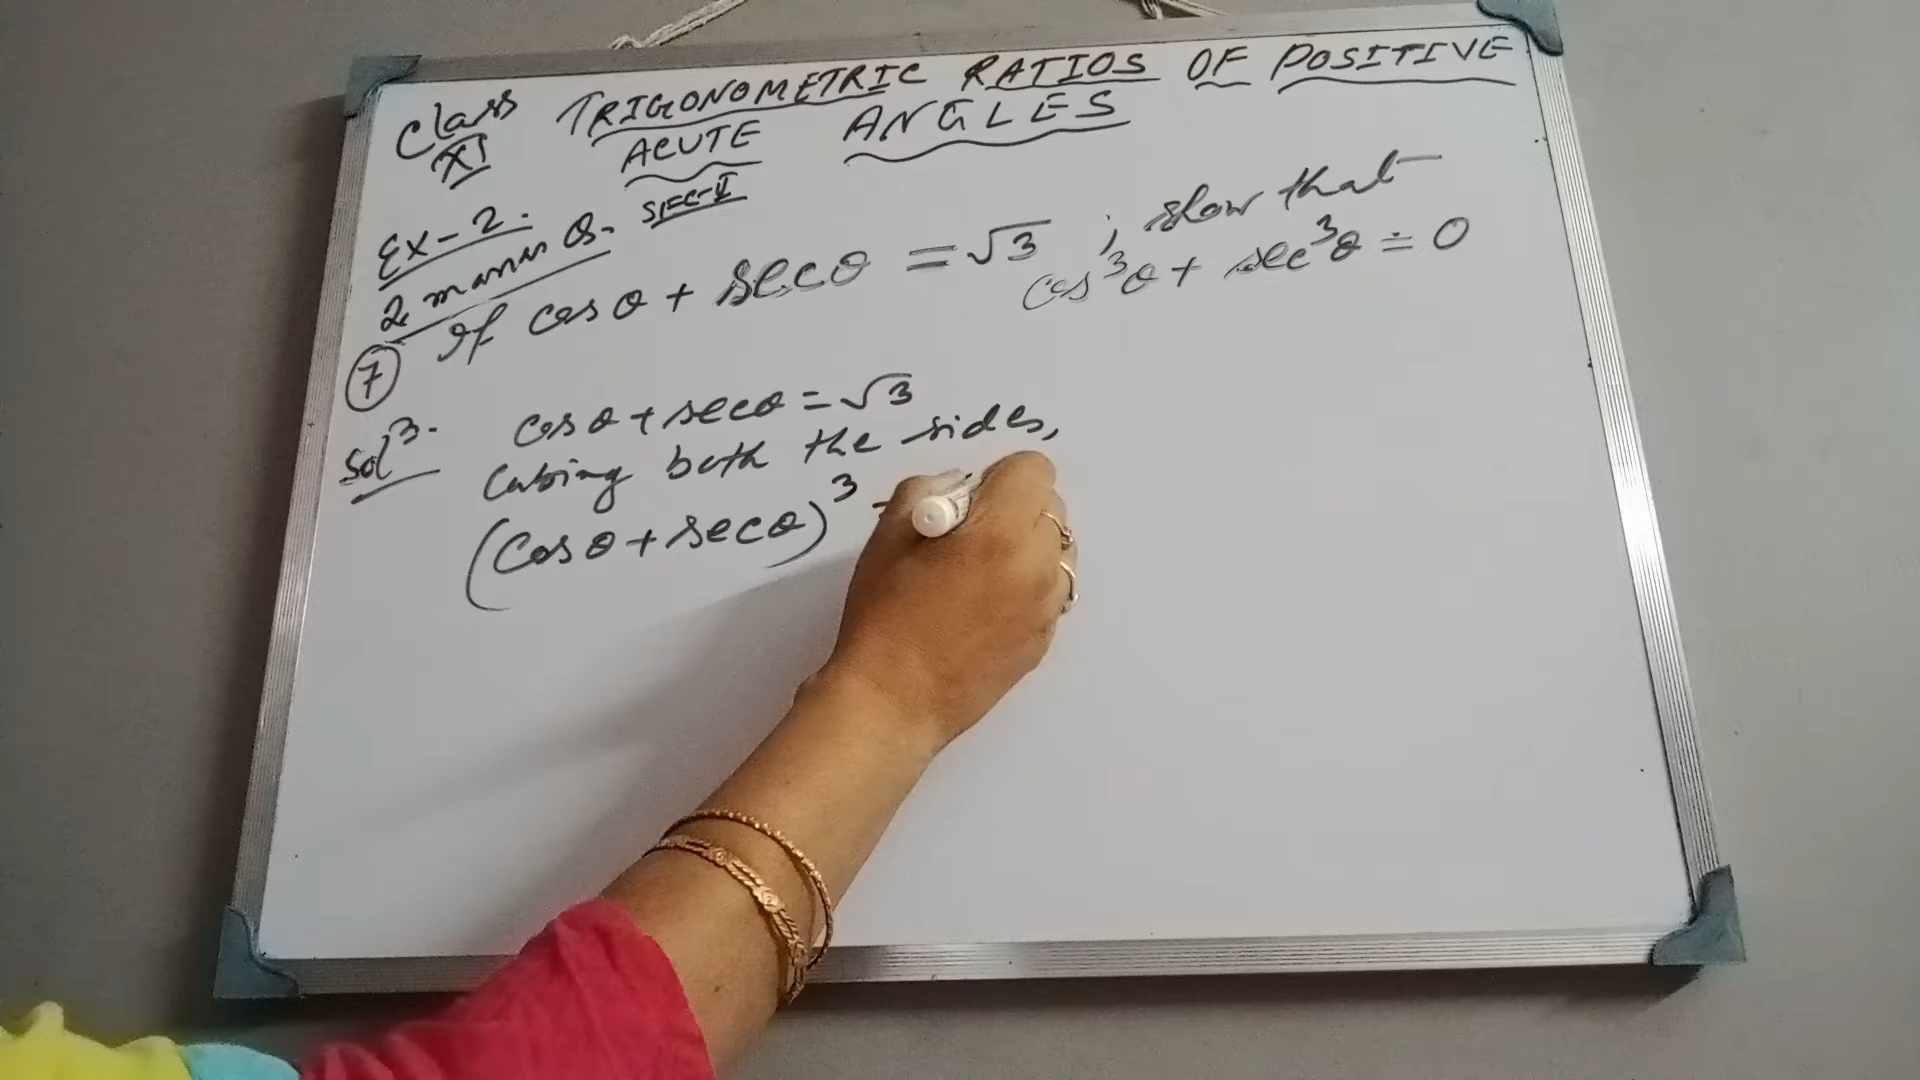 Class TRIGONOMETRIC RATIOS OF POSITIVE
XI ACUTE ANGLES
Ex-2. SEC-II
2 marks Q.
7 If cosθ + secθ = √3 ; show that
cos³θ + sec³θ = 0
Solⁿ. cosθ + secθ = √3
Cubing both the sides,
(cosθ + secθ)³ =